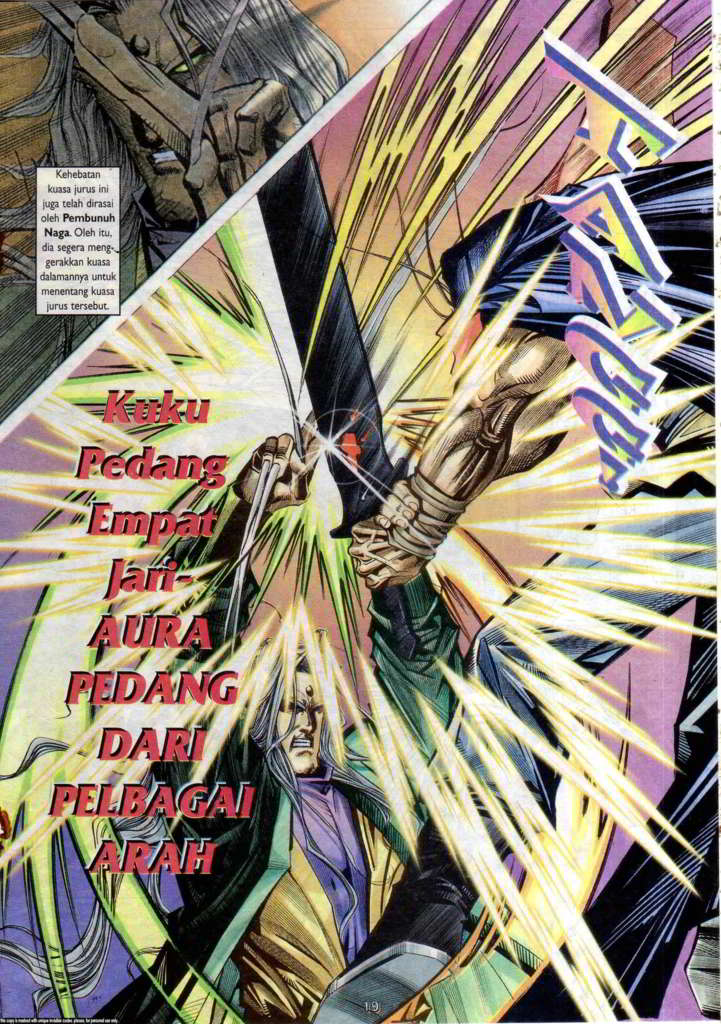 Kehebatan
kuasa jurus ini
juga telah dirasai
oleh Pembunuh
Naga. Oleh itu,
dia segera meng-
gerakkan kuasa
dalamannya untuk
menentang kuasa
jurus tersebut.
Kuku
Pedang
Empat
Jari-
AURA
PEDANG
DARI
PELBAGAI
ARAH
19